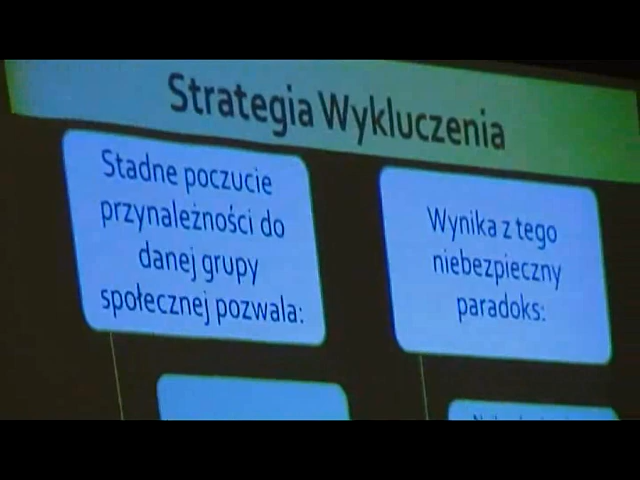 Strategia Wykluczenia
Stadne poczucie
przynależności do
danej grupy
społecznej pozwala:
Wynika z tego
niebezpieczny
paradoks: